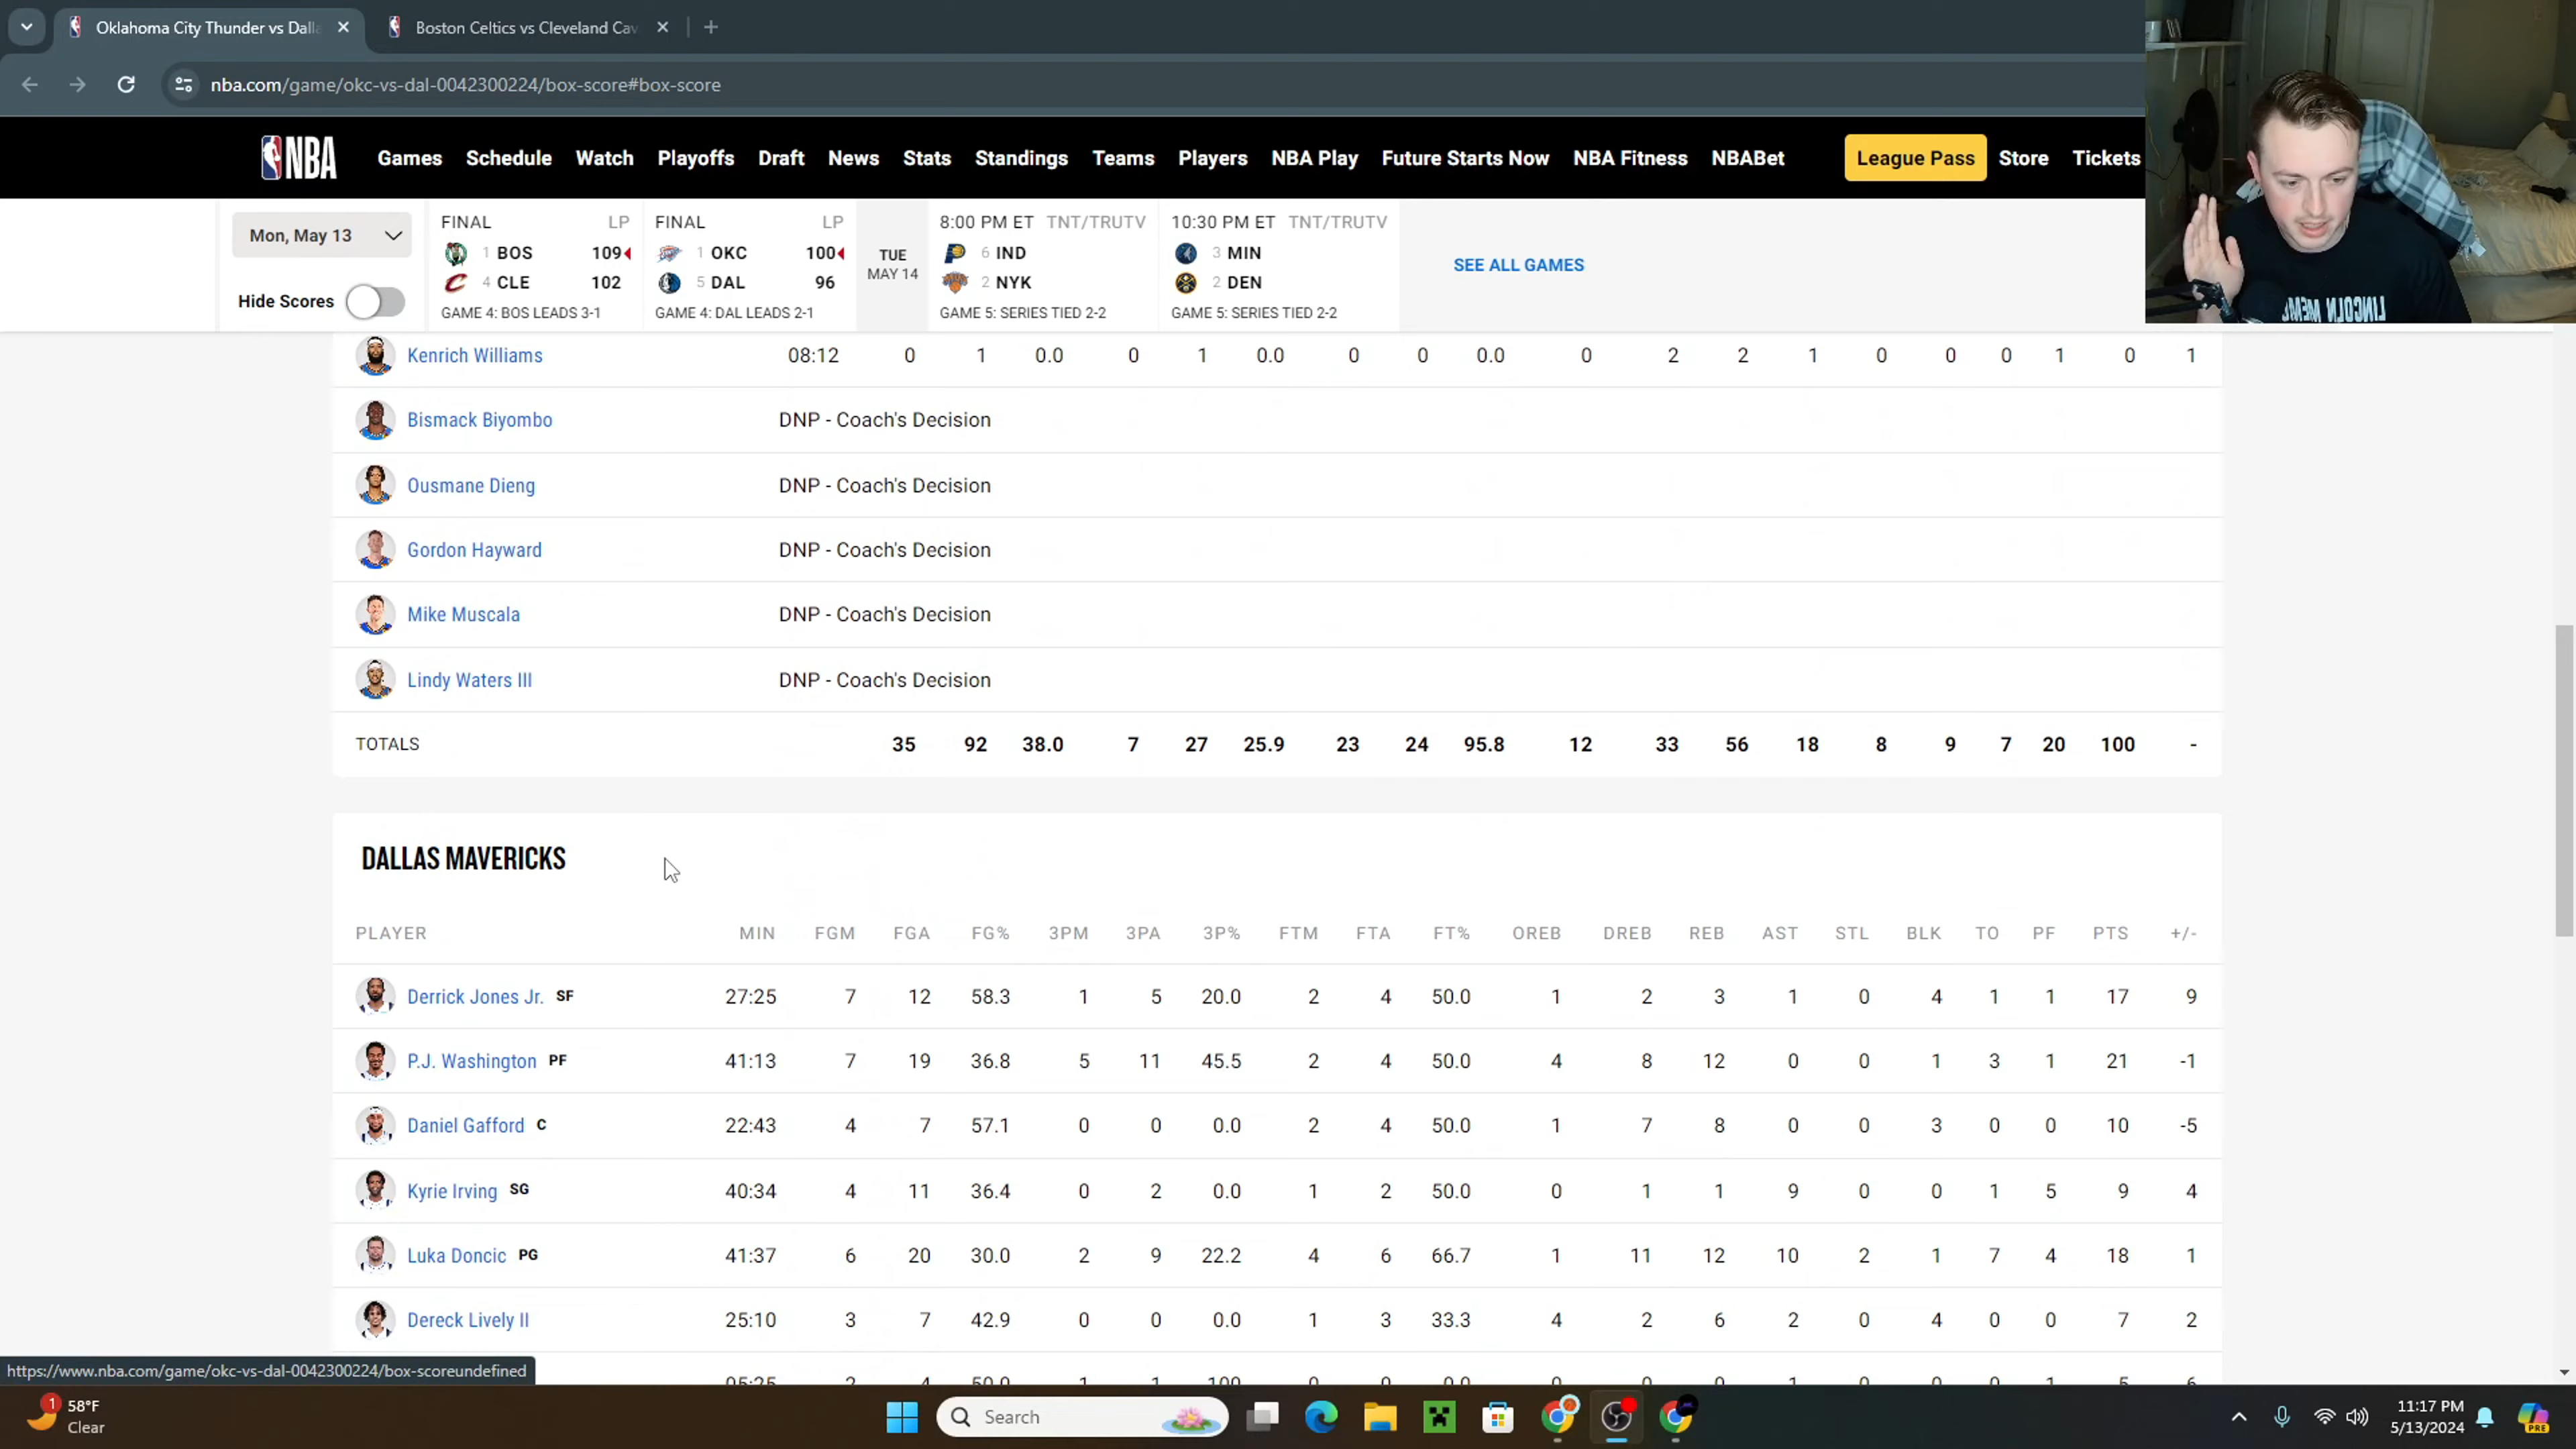 Oklahoma City Thunder vs Dall
Boston Celtics vs Cleveland Cav
nba.com/game/okc-vs-dal-0042300224/box-score#box-score
NBA Games Schedule Watch Playoffs Draft News Stats Standings Teams Players NBA Play Future Starts Now NBA Fitness NBABet League Pass Store Tickets
Mon, May 13
Hide Scores
FINAL LP
1 BOS 109
4 CLE 102
GAME 4: BOS LEADS 3-1
FINAL LP
1 OKC 100
5 DAL 96
GAME 4: DAL LEADS 2-1
TUE
MAY 14
8:00 PM ET TNT/TRUTV
6 IND
2 NYK
GAME 5: SERIES TIED 2-2
10:30 PM ET TNT/TRUTV
3 MIN
2 DEN
GAME 5: SERIES TIED 2-2
SEE ALL GAMES
Kenrich Williams 08:12 0 1 0.0 0 1 0.0 0 0 0.0 0 2 2 1 0 0 0 1 0 1
Bismack Biyombo DNP - Coach's Decision
Ousmane Dieng DNP - Coach's Decision
Gordon Hayward DNP - Coach's Decision
Mike Muscala DNP - Coach's Decision
Lindy Waters III DNP - Coach's Decision
TOTALS 35 92 38.0 7 27 25.9 23 24 95.8 12 33 56 18 8 9 7 20 100 -
DALLAS MAVERICKS
PLAYER MIN FGM FGA FG% 3PM 3PA 3P% FTM FTA FT% OREB DREB REB AST STL BLK TO PF PTS +/-
Derrick Jones Jr. SF 27:25 7 12 58.3 1 5 20.0 2 4 50.0 1 2 3 1 0 4 1 1 17 9
P.J. Washington PF 41:13 7 19 36.8 5 11 45.5 2 4 50.0 4 8 12 0 0 1 3 1 21 -1
Daniel Gafford C 22:43 4 7 57.1 0 0 0.0 2 4 50.0 1 7 8 0 0 3 0 0 10 -5
Kyrie Irving SG 40:34 4 11 36.4 0 2 0.0 1 2 50.0 0 1 1 9 0 0 1 5 9 4
Luka Doncic PG 41:37 6 20 30.0 2 9 22.2 4 6 66.7 1 11 12 10 2 1 7 4 18 1
Dereck Lively II 25:10 3 7 42.9 0 0 0.0 1 3 33.3 4 2 6 2 0 4 0 0 7 2
https://www.nba.com/game/okc-vs-dal-0042300224/box-scoreundefined
1
58°F
Clear
Search
11:17 PM
5/13/2024
PRE